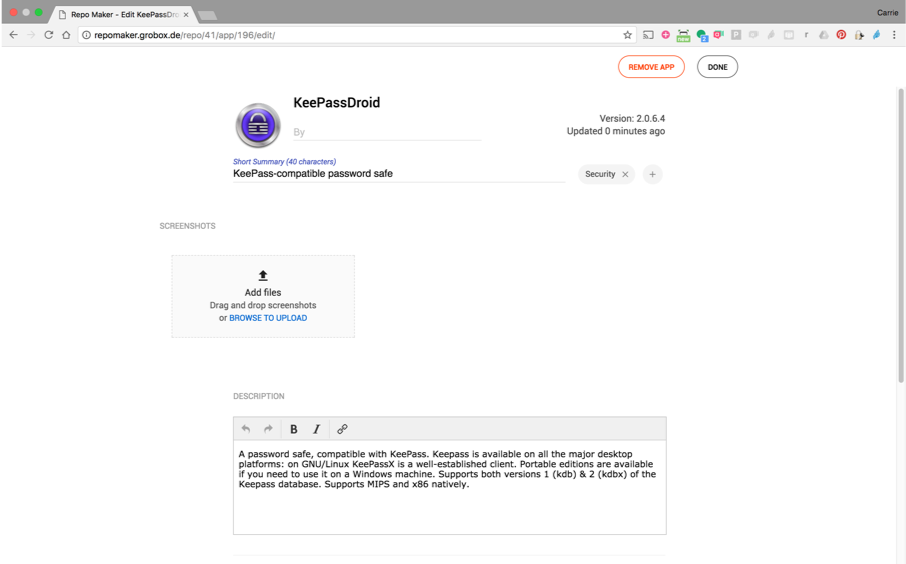 Repo Maker - Edit KeePassDro
Carrie
repomaker.grobox.de/repo/41/app/196/edit/
REMOVE APP
DONE
KeePassDroid
By
Version: 2.0.6.4
Updated 0 minutes ago
Short Summary (40 characters)
KeePass-compatible password safe
Security
SCREENSHOTS
Add files
Drag and drop screenshots
or BROWSE TO UPLOAD
DESCRIPTION
B I
A password safe, compatible with KeePass. Keepass is available on all the major desktop
platforms: on GNU/Linux KeePassX is a well-established client. Portable editions are available
if you need to use it on a Windows machine. Supports both versions 1 (kdb) & 2 (kdbx) of the
Keepass database. Supports MIPS and x86 natively.